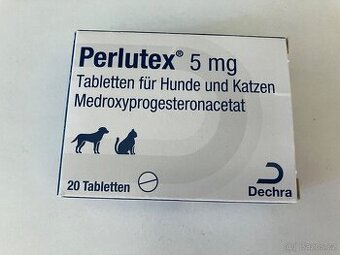 Perlutex® 5 mg
Tabletten für Hunde und Katzen
Medroxyprogesteronacetat
20 Tabletten
Dechra